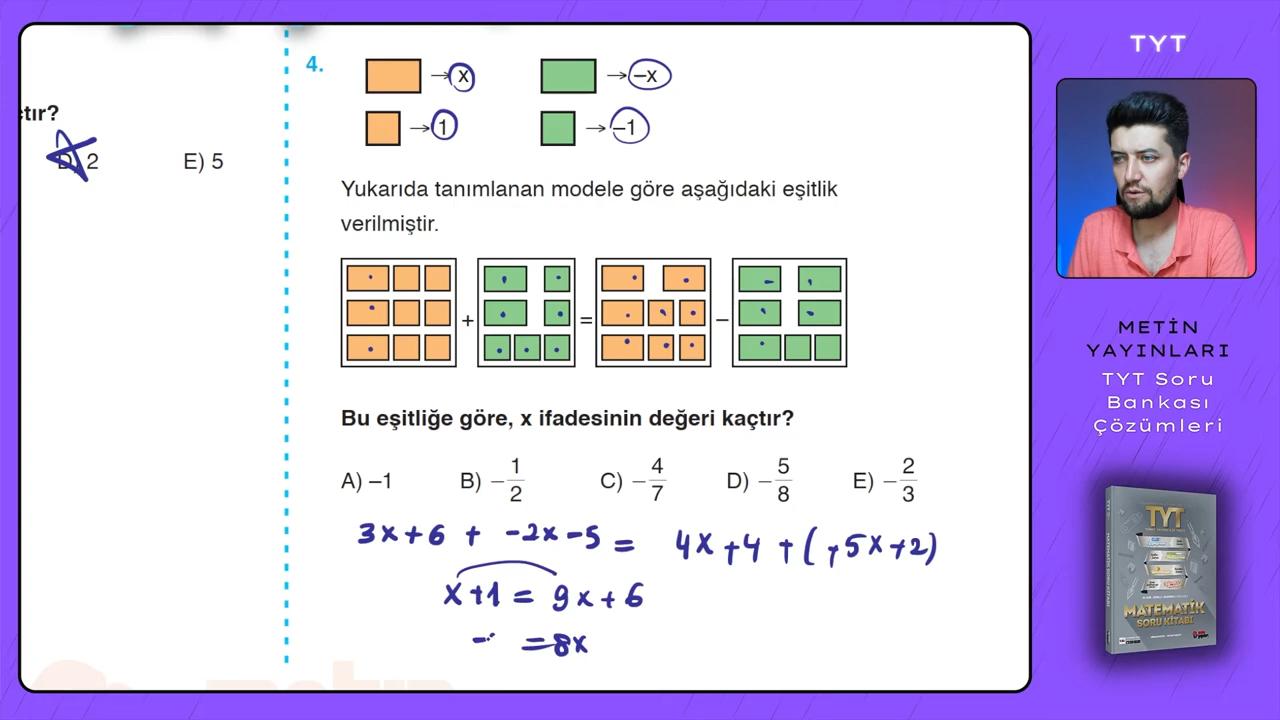 çtır?
D) 2
E) 5
4.
→ x
→ –x
→ 1
→ –1
Yukarıda tanımlanan modele göre aşağıdaki eşitlik
verilmiştir.
+ = –
Bu eşitliğe göre, x ifadesinin değeri kaçtır?
A) –1 B) –1/2 C) –4/7 D) –5/8 E) –2/3
3x+6 + -2x-5 = 4x+4 + (+5x+2)
x+1 = 9x+6
- = 8x
TYT
METİN
YAYINLARI
TYT Soru
Bankası
Çözümleri
TYT
MATEMATİK
SORU KİTABI